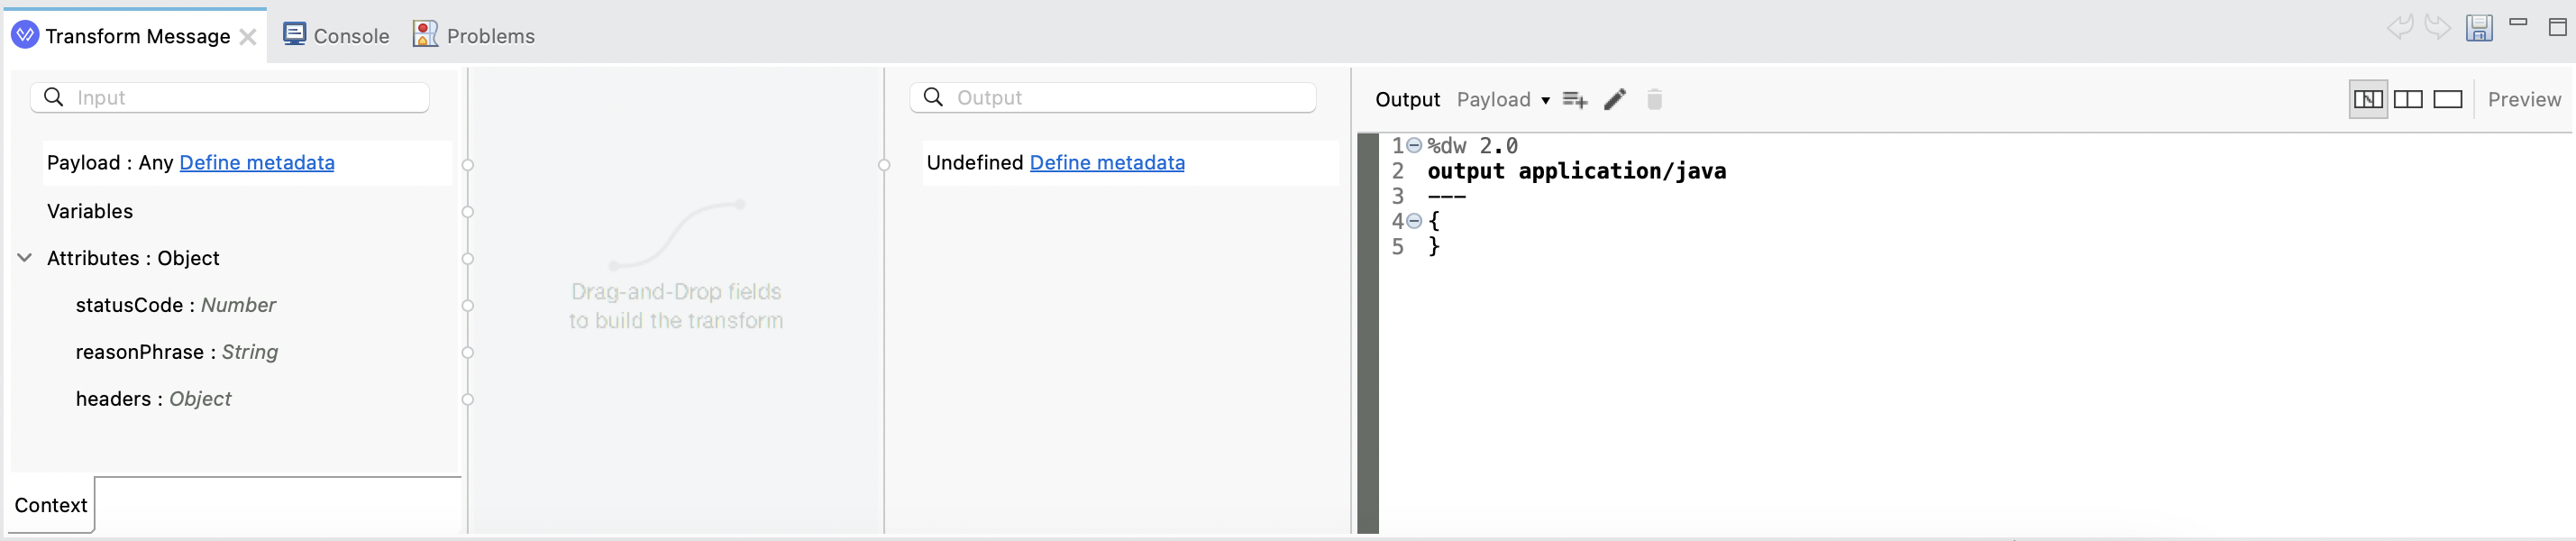 Transform Message
Console
Problems
Input
Payload : Any Define metadata
Variables
Attributes : Object
statusCode : Number
reasonPhrase : String
headers : Object
Context
Drag-and-Drop fields
to build the transform
Output
Undefined Define metadata
Output Payload
Preview
1 %dw 2.0
2 output application/java
3 ---
4 {
5 }